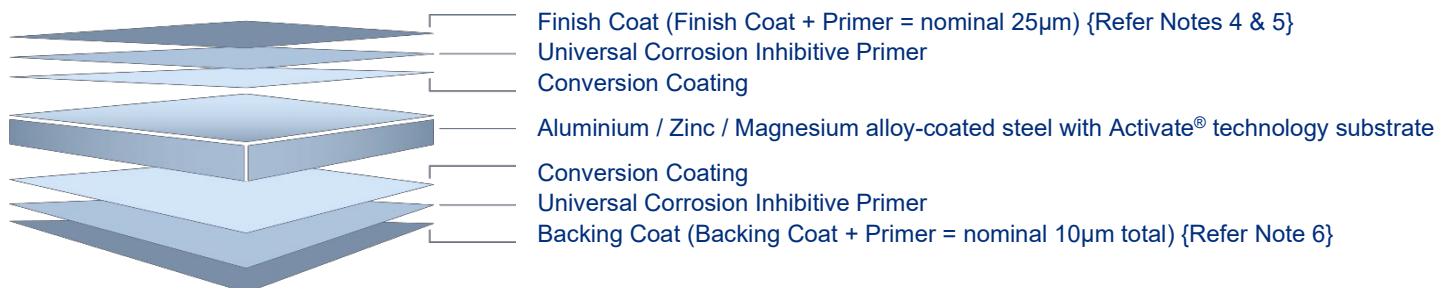 Finish Coat (Finish Coat + Primer = nominal 25µm) {Refer Notes 4 & 5}
Universal Corrosion Inhibitive Primer
Conversion Coating
Aluminium / Zinc / Magnesium alloy-coated steel with Activate® technology substrate
Conversion Coating
Universal Corrosion Inhibitive Primer
Backing Coat (Backing Coat + Primer = nominal 10µm total) {Refer Note 6}